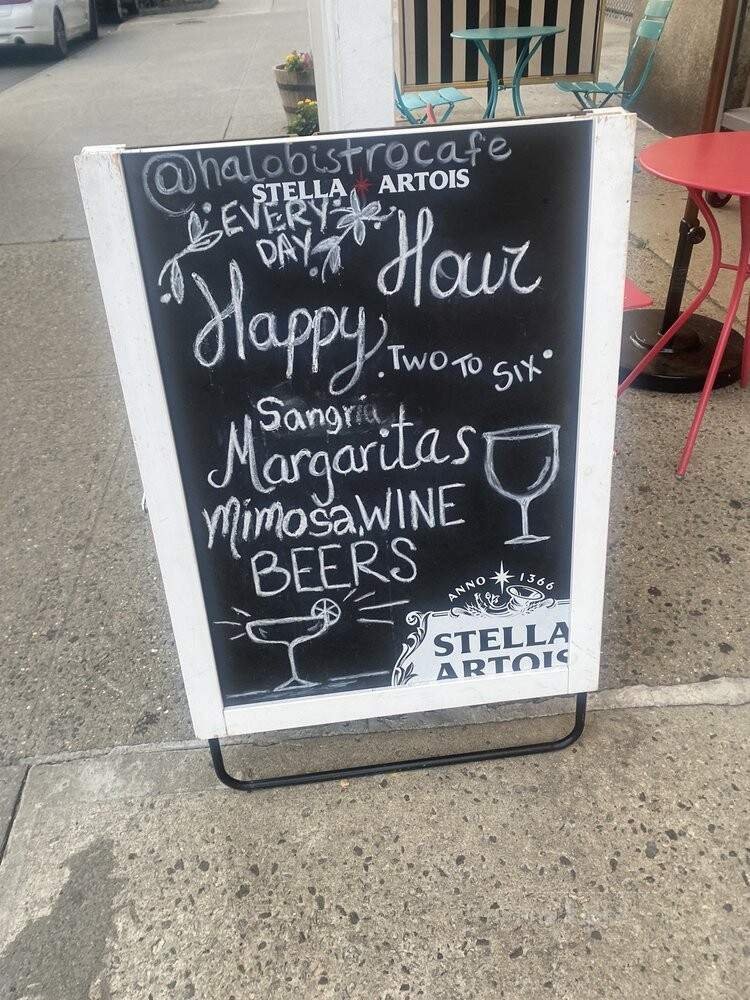 @halobistrocafe
STELLA ARTOIS
EVERY
DAY
Happy Hour
TWO TO SIX
Sangria
Margaritas
Mimosa, WINE
BEERS
ANNO 1366
STELLA
ARTOIS